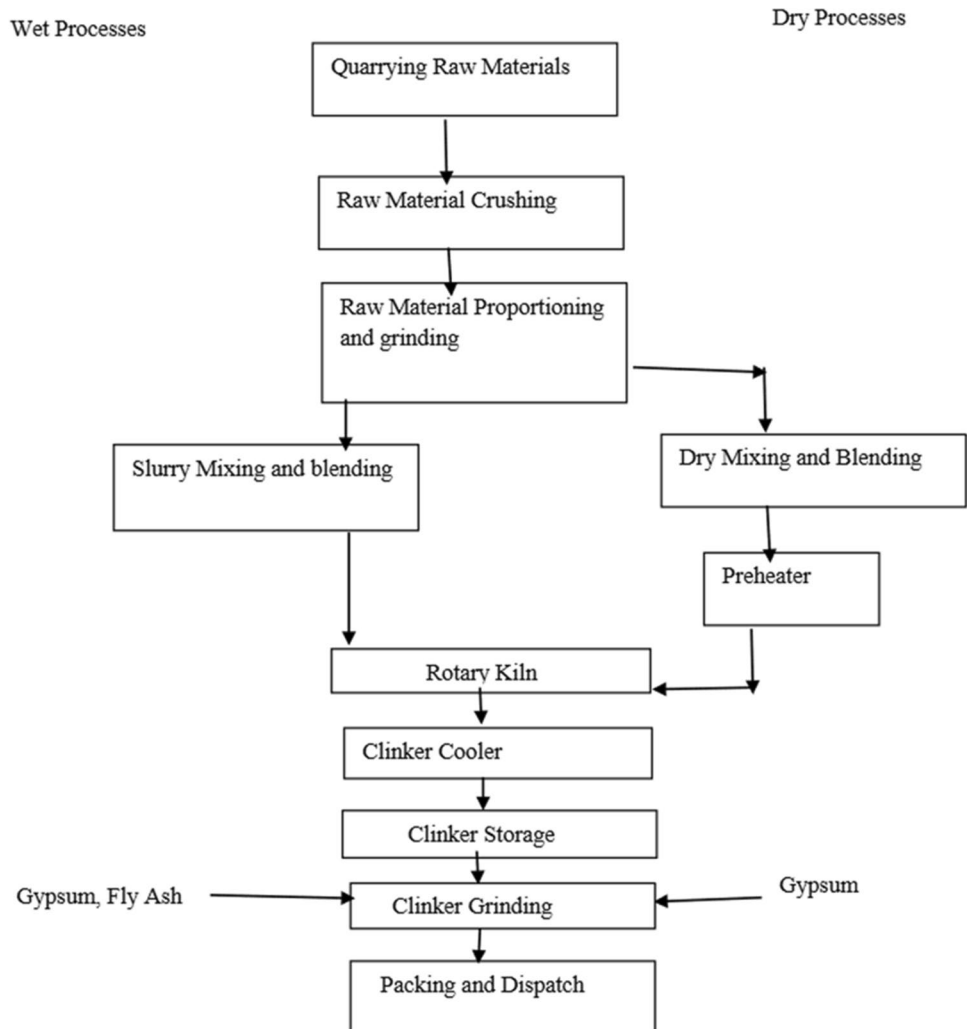 Wet Processes
Dry Processes
Quarrying Raw Materials
Raw Material Crushing
Raw Material Proportioning
and grinding
Slurry Mixing and blending
Dry Mixing and Blending
Preheater
Rotary Kiln
Clinker Cooler
Clinker Storage
Gypsum, Fly Ash
Clinker Grinding
Gypsum
Packing and Dispatch